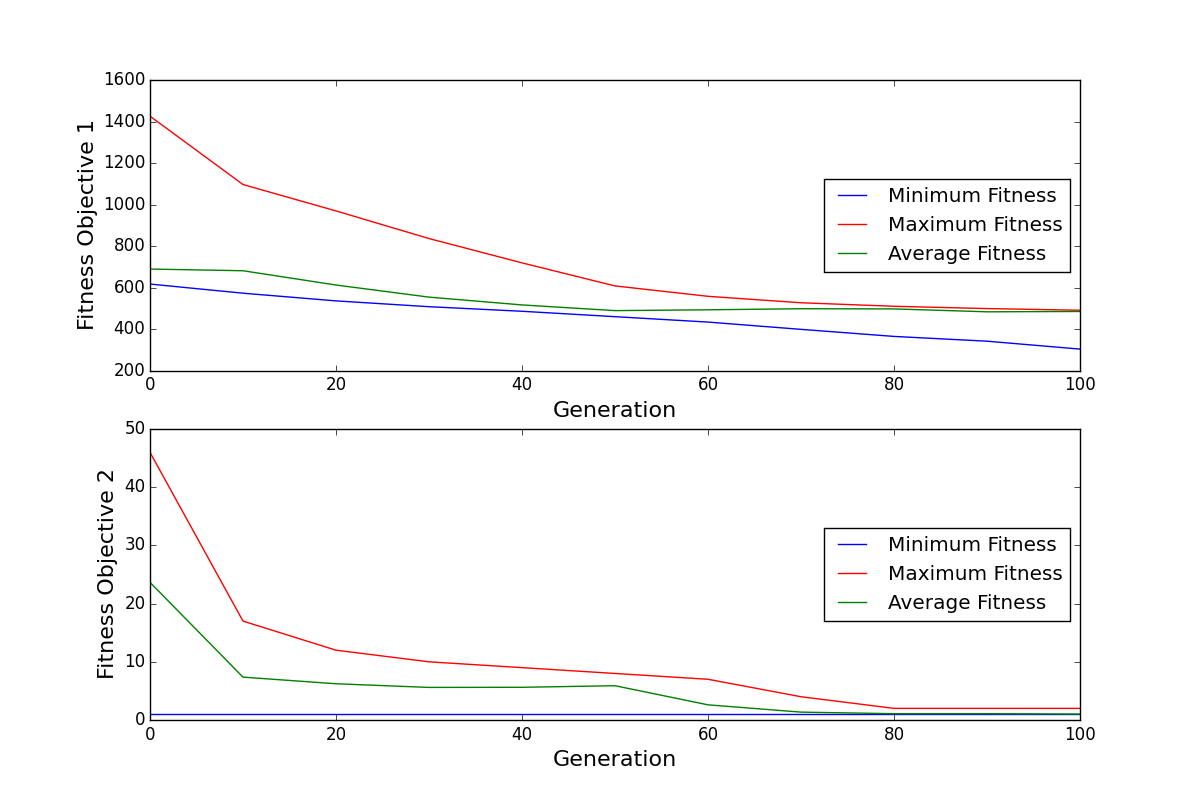 Fitness Objective 1
1600
1400
1200
1000
800
600
400
200
Minimum Fitness
Maximum Fitness
Average Fitness
0 20 40 60 80 100
Generation
Fitness Objective 2
50
40
30
20
10
0
Minimum Fitness
Maximum Fitness
Average Fitness
0 20 40 60 80 100
Generation